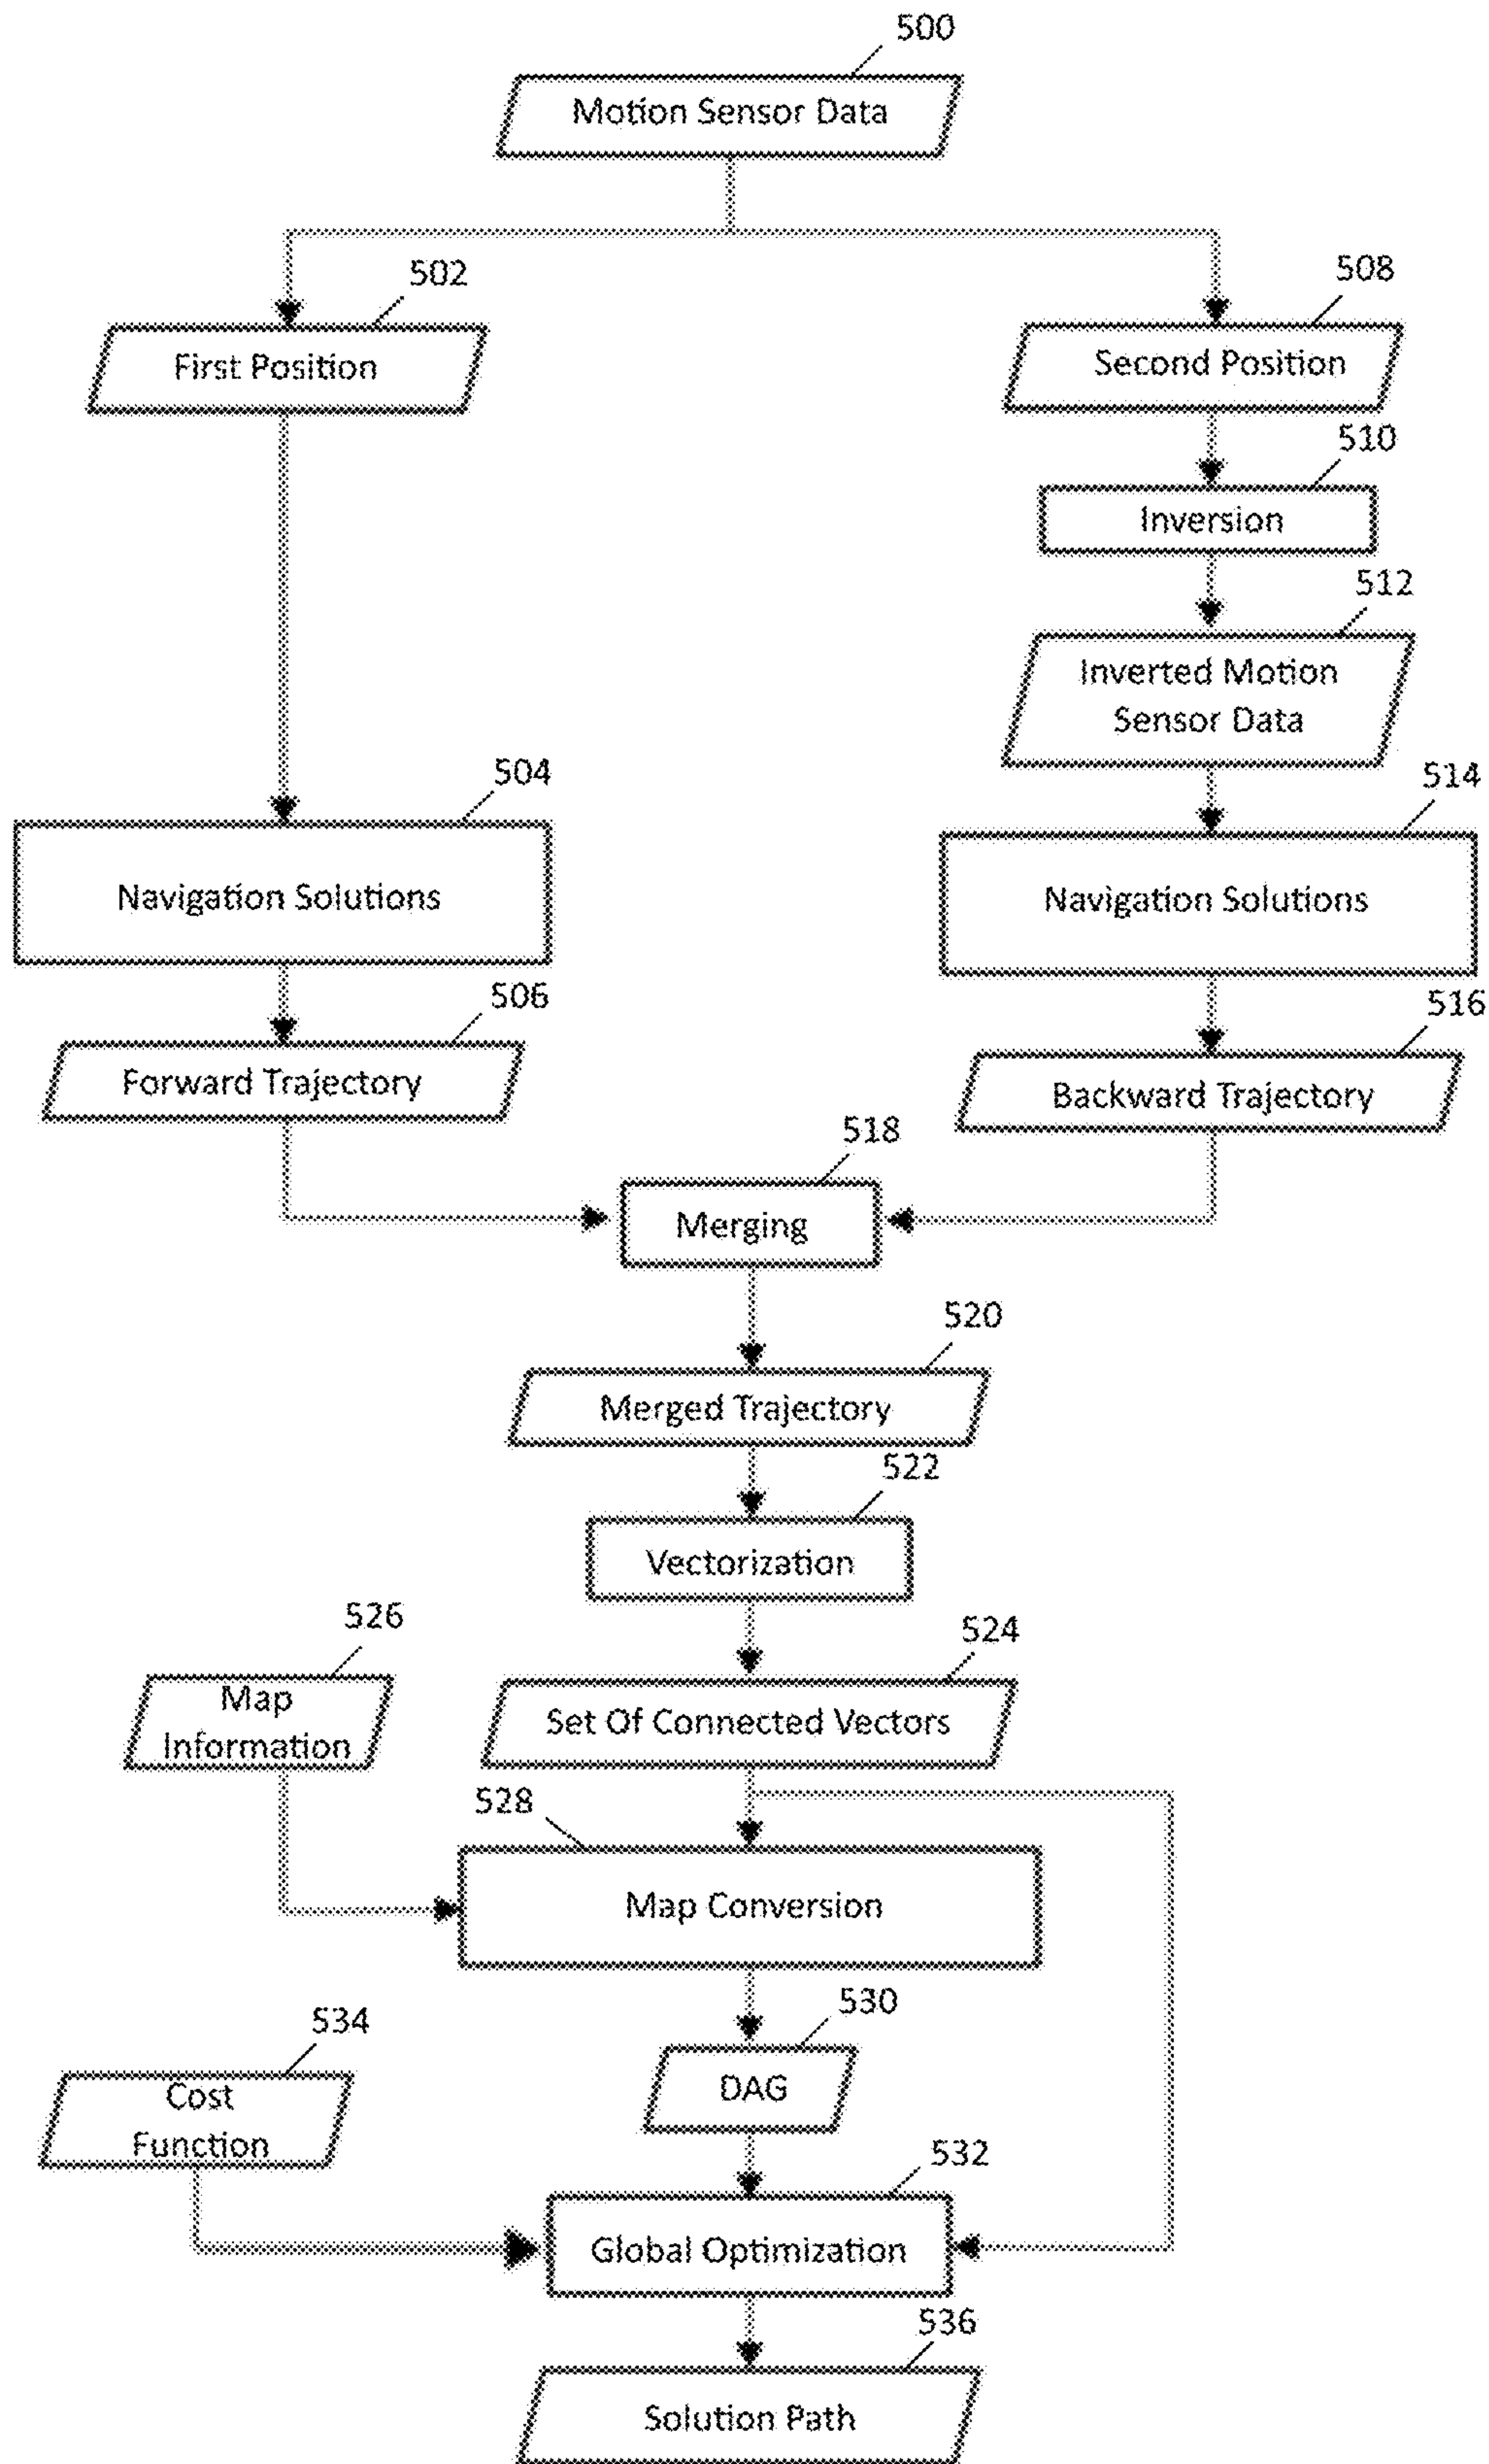 500
Motion Sensor Data
502
508
First Position
Second Position
510
Inversion
512
Inverted Motion
Sensor Data
504
514
Navigation Solutions
Navigation Solutions
506
516
Forward Trajectory
Backward Trajectory
518
Merging
520
Merged Trajectory
522
Vectorization
526
524
Map
Information
Set Of Connected Vectors
528
Map Conversion
530
534
DAG
Cost
Function
532
Global Optimization
536
Solution Path